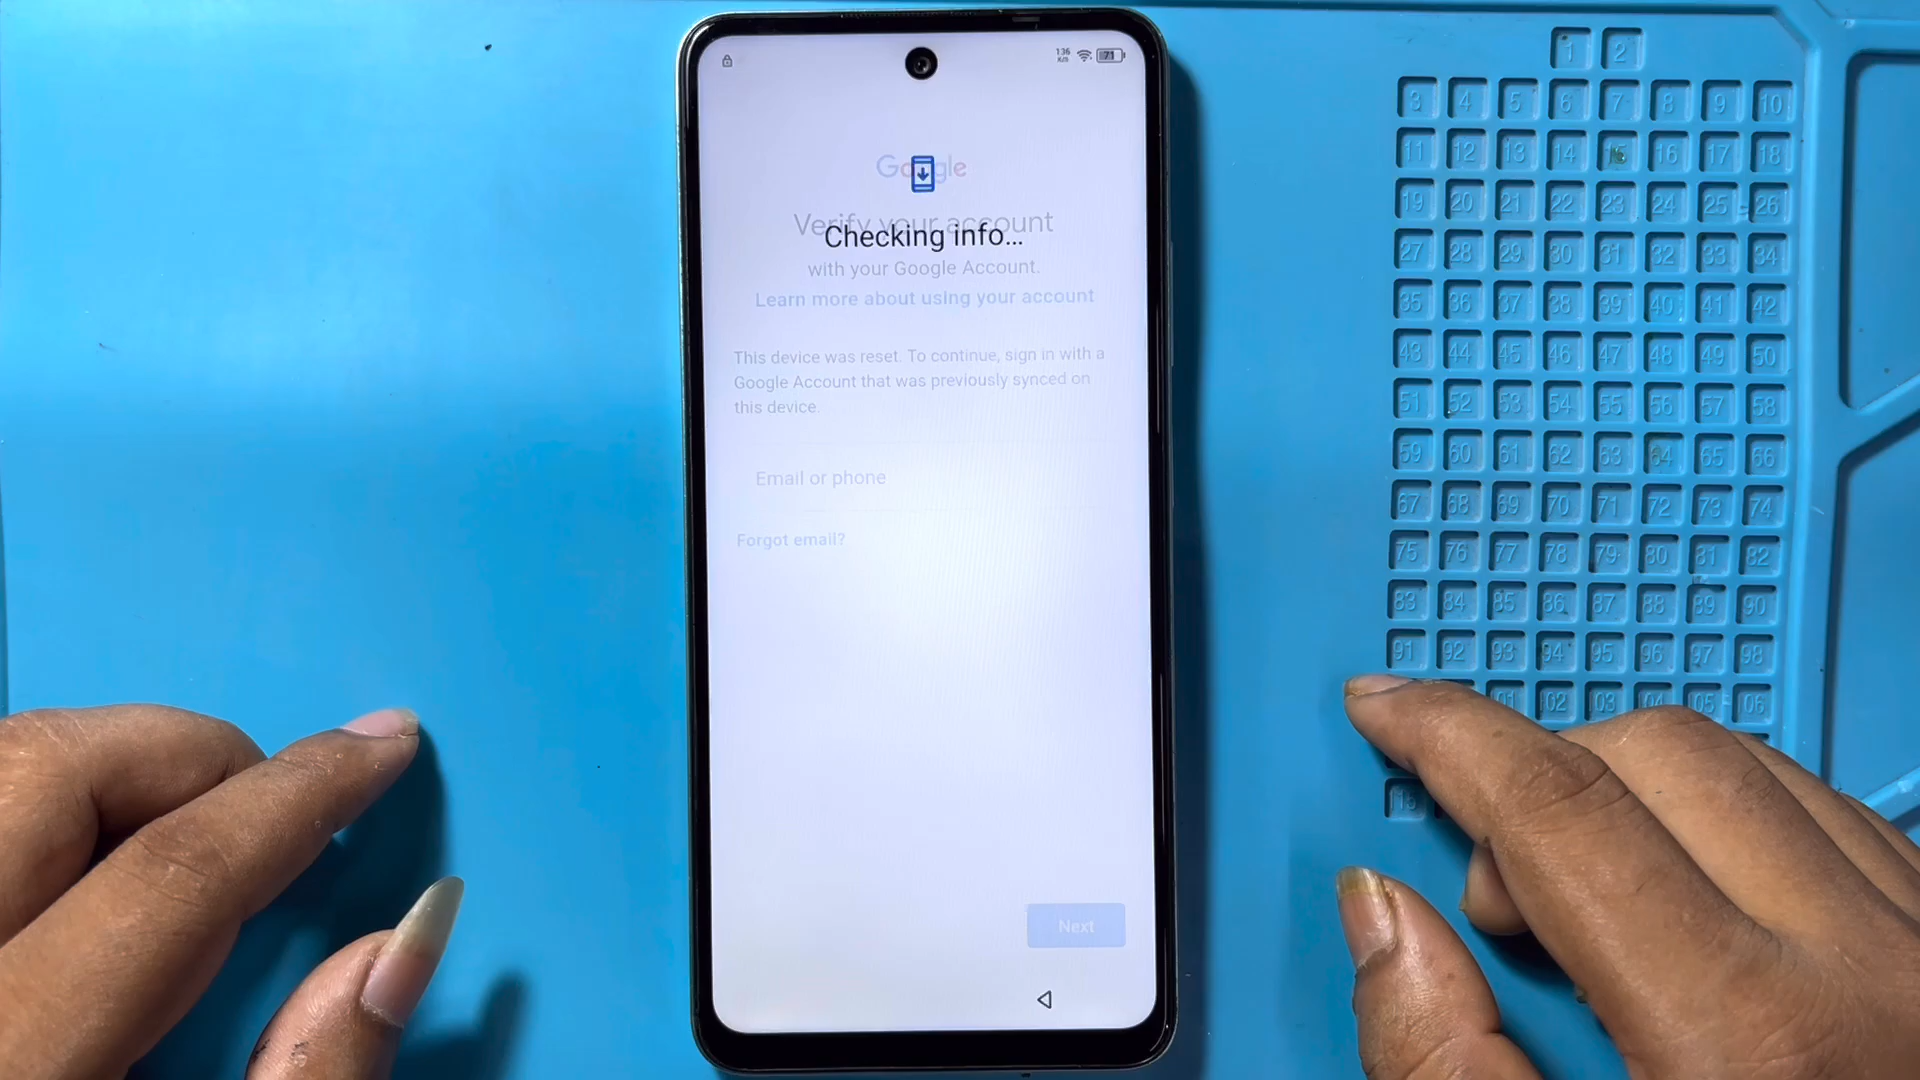 136
K/s
71
Google
Verify your account
Checking info...
with your Google Account.
Learn more about using your account
This device was reset. To continue, sign in with a
Google Account that was previously synced on
this device.
Email or phone
Forgot email?
Next
1 2
3 4 5 6 7 8 9 10
11 12 13 14 15 16 17 18
19 20 21 22 23 24 25 26
27 28 29 30 31 32 33 34
35 36 37 38 39 40 41 42
43 44 45 46 47 48 49 50
51 52 53 54 55 56 57 58
59 60 61 62 63 64 65 66
67 68 69 70 71 72 73 74
75 76 77 78 79 80 81 82
83 84 85 86 87 88 89 90
91 92 93 94 95 96 97 98
101 102 103 104 105 106